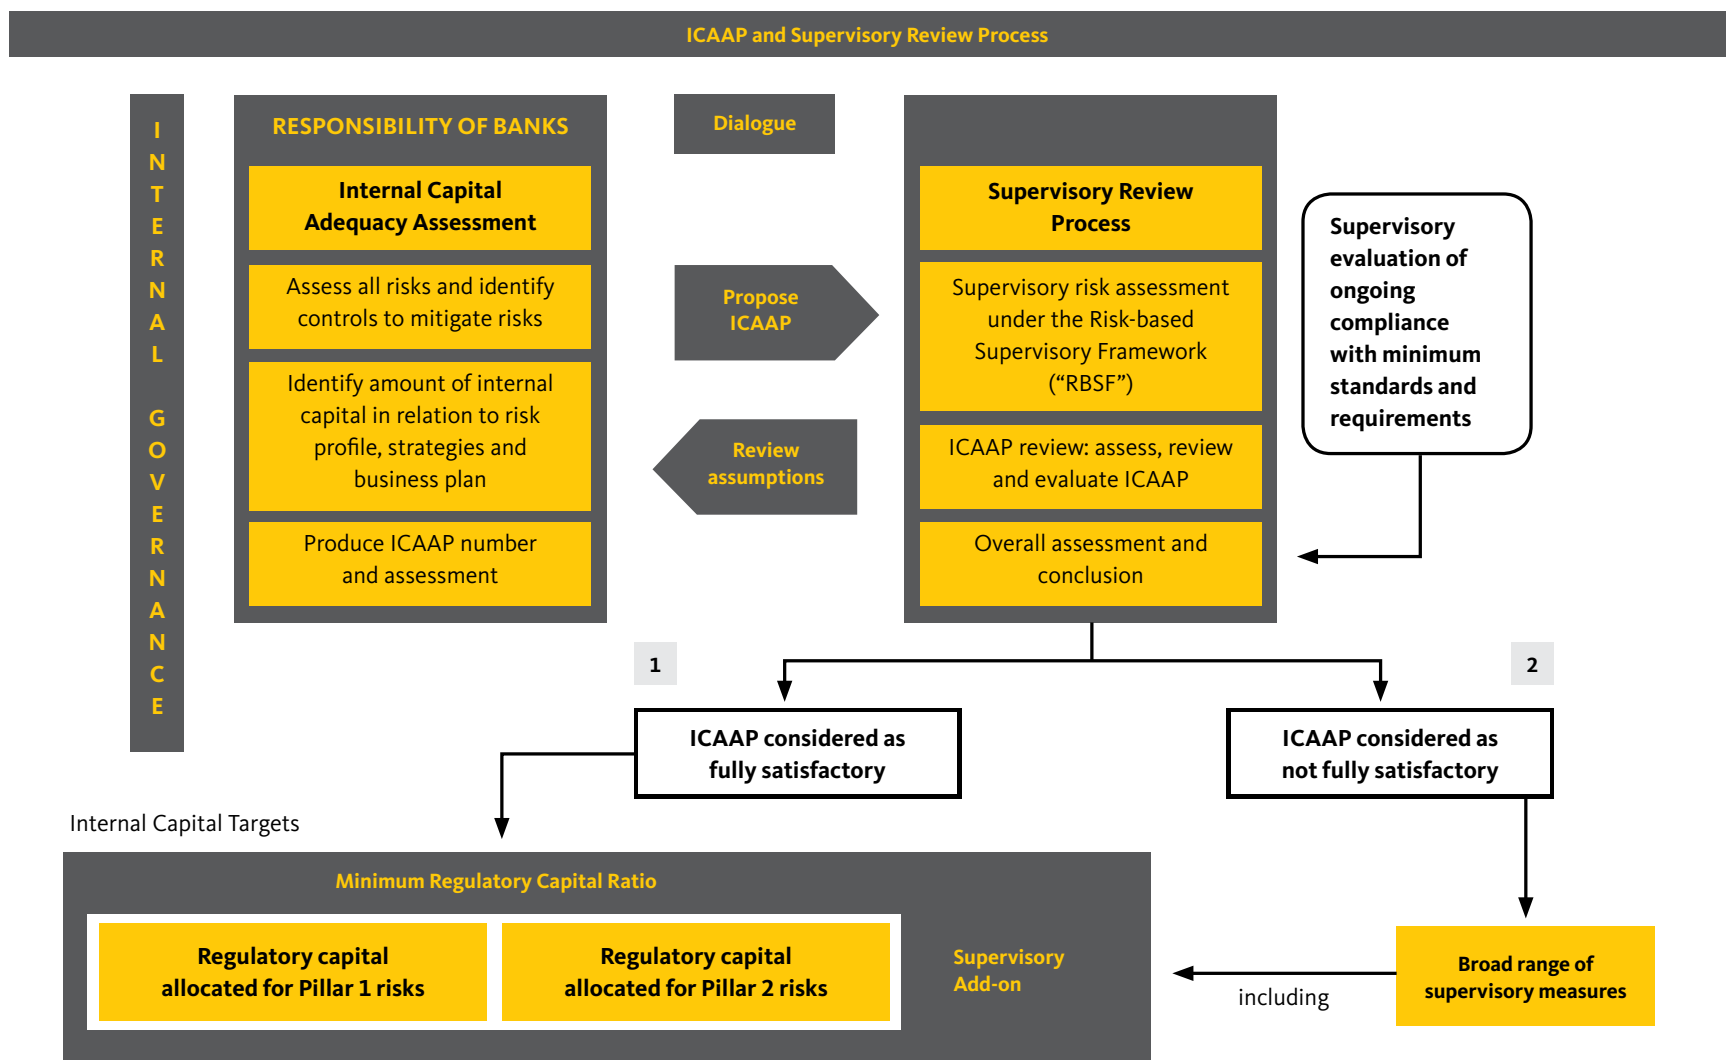 ICAAP and Supervisory Review Process
INTERNAL GOVERNANCE
RESPONSIBILITY OF BANKS
Internal Capital
Adequacy Assessment
Assess all risks and identify
controls to mitigate risks
Identify amount of internal
capital in relation to risk
profile, strategies and
business plan
Produce ICAAP number
and assessment
Dialogue
Propose
ICAAP
Review
assumptions
Supervisory Review
Process
Supervisory risk assessment
under the Risk-based
Supervisory Framework
(“RBSF”)
ICAAP review: assess, review
and evaluate ICAAP
Overall assessment and
conclusion
Supervisory
evaluation of
ongoing
compliance
with minimum
standards and
requirements
1
2
ICAAP considered as
fully satisfactory
ICAAP considered as
not fully satisfactory
Internal Capital Targets
Minimum Regulatory Capital Ratio
Regulatory capital
allocated for Pillar 1 risks
Regulatory capital
allocated for Pillar 2 risks
Supervisory
Add-on
including
Broad range of
supervisory measures